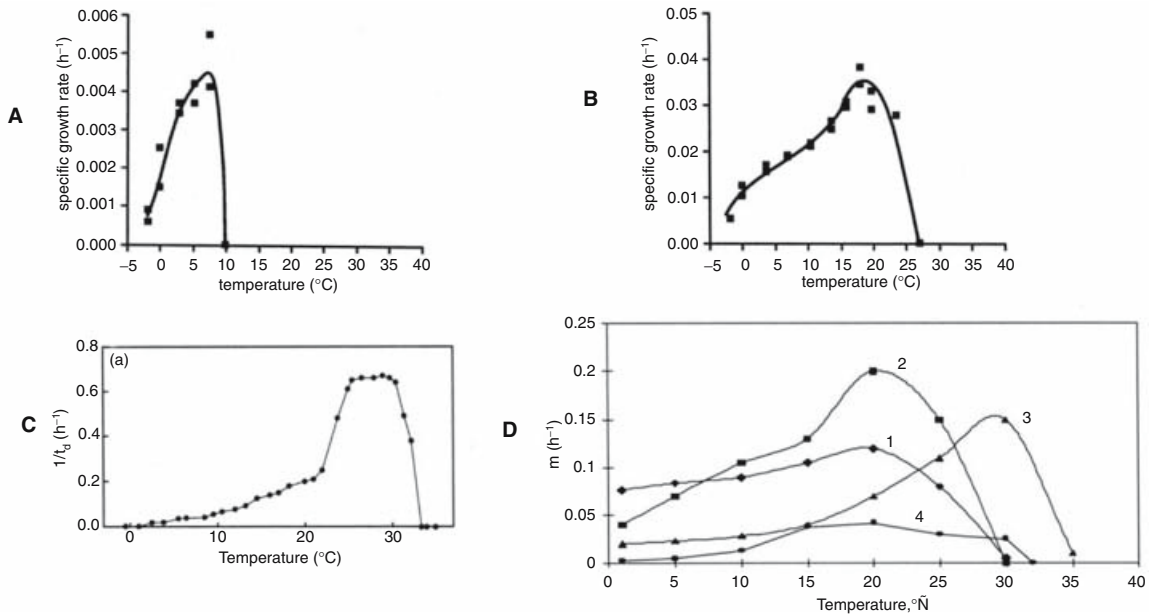 A
specific growth rate (h⁻¹)
0.006
0.005
0.004
0.003
0.002
0.001
0.000
−5 0 5 10 15 20 25 30 35 40
temperature (°C)
B
specific growth rate (h⁻¹)
0.05
0.04
0.03
0.02
0.01
0.00
−5 0 5 10 15 20 25 30 35 40
temperature (°C)
C
(a)
1/t_d (h⁻¹)
0.8
0.6
0.4
0.2
0.0
0 10 20 30
Temperature (°C)
D
m (h⁻¹)
0.25
0.2
0.15
0.1
0.05
0
2
3
1
4
0 5 10 15 20 25 30 35 40
Temperature,°Ñ